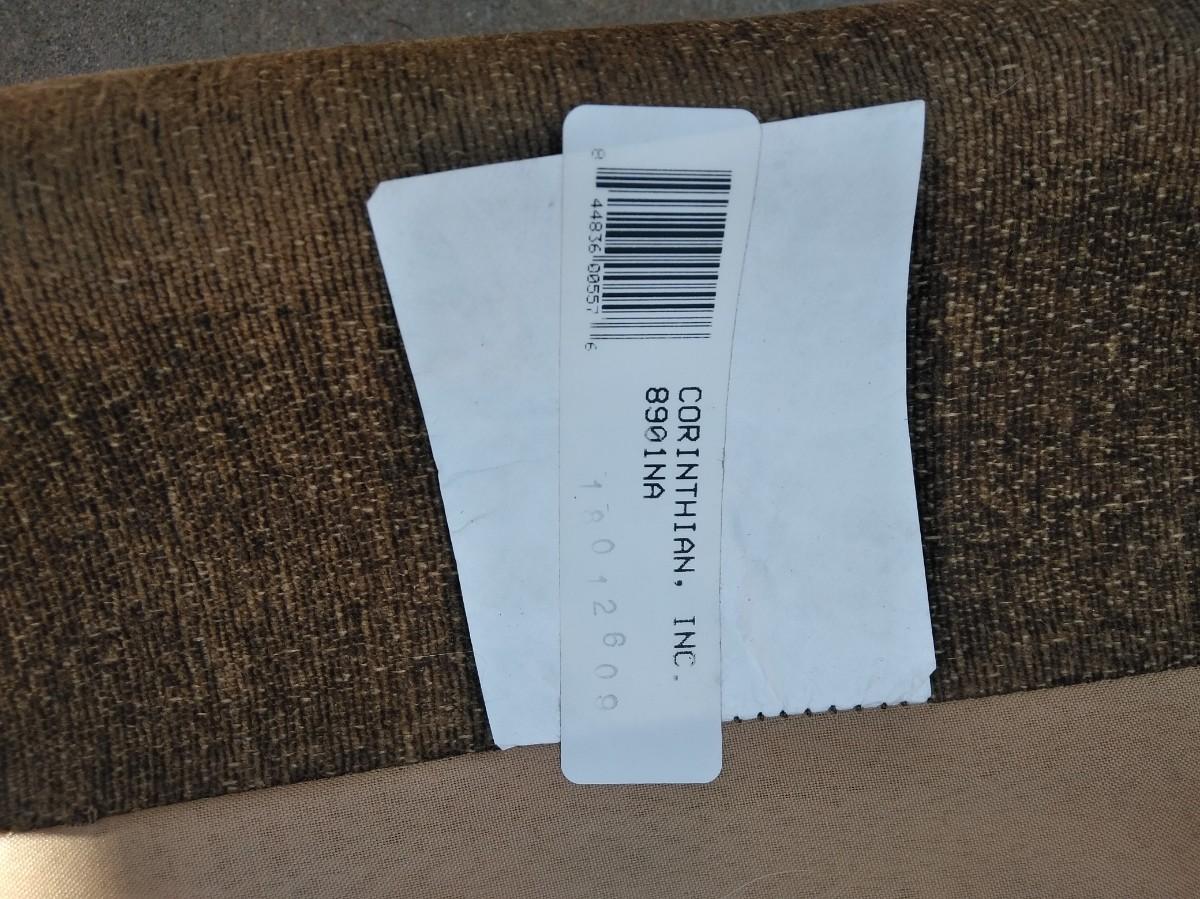 8 44836 00557 6
CORINTHIAN, INC.
8901NA
18012609